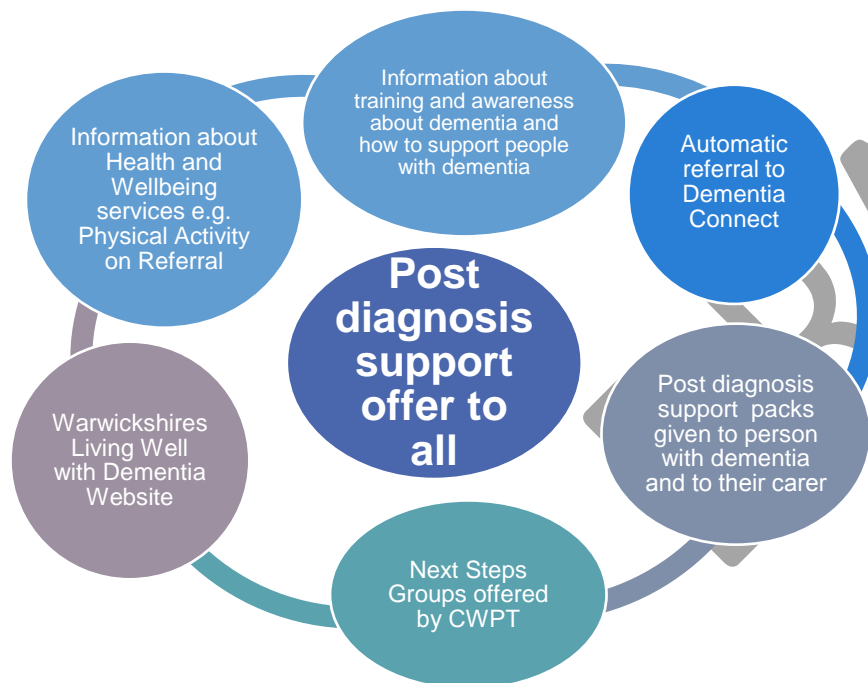 Information about
training and awareness
about dementia and
how to support people
with dementia
Automatic
referral to
Dementia
Connect
Post diagnosis
support packs
given to person
with dementia
and to their carer
Next Steps
Groups offered
by CWPT
Warwickshires
Living Well
with Dementia
Website
Information about
Health and
Wellbeing
services e.g.
Physical Activity
on Referral
Post
diagnosis
support
offer to
all